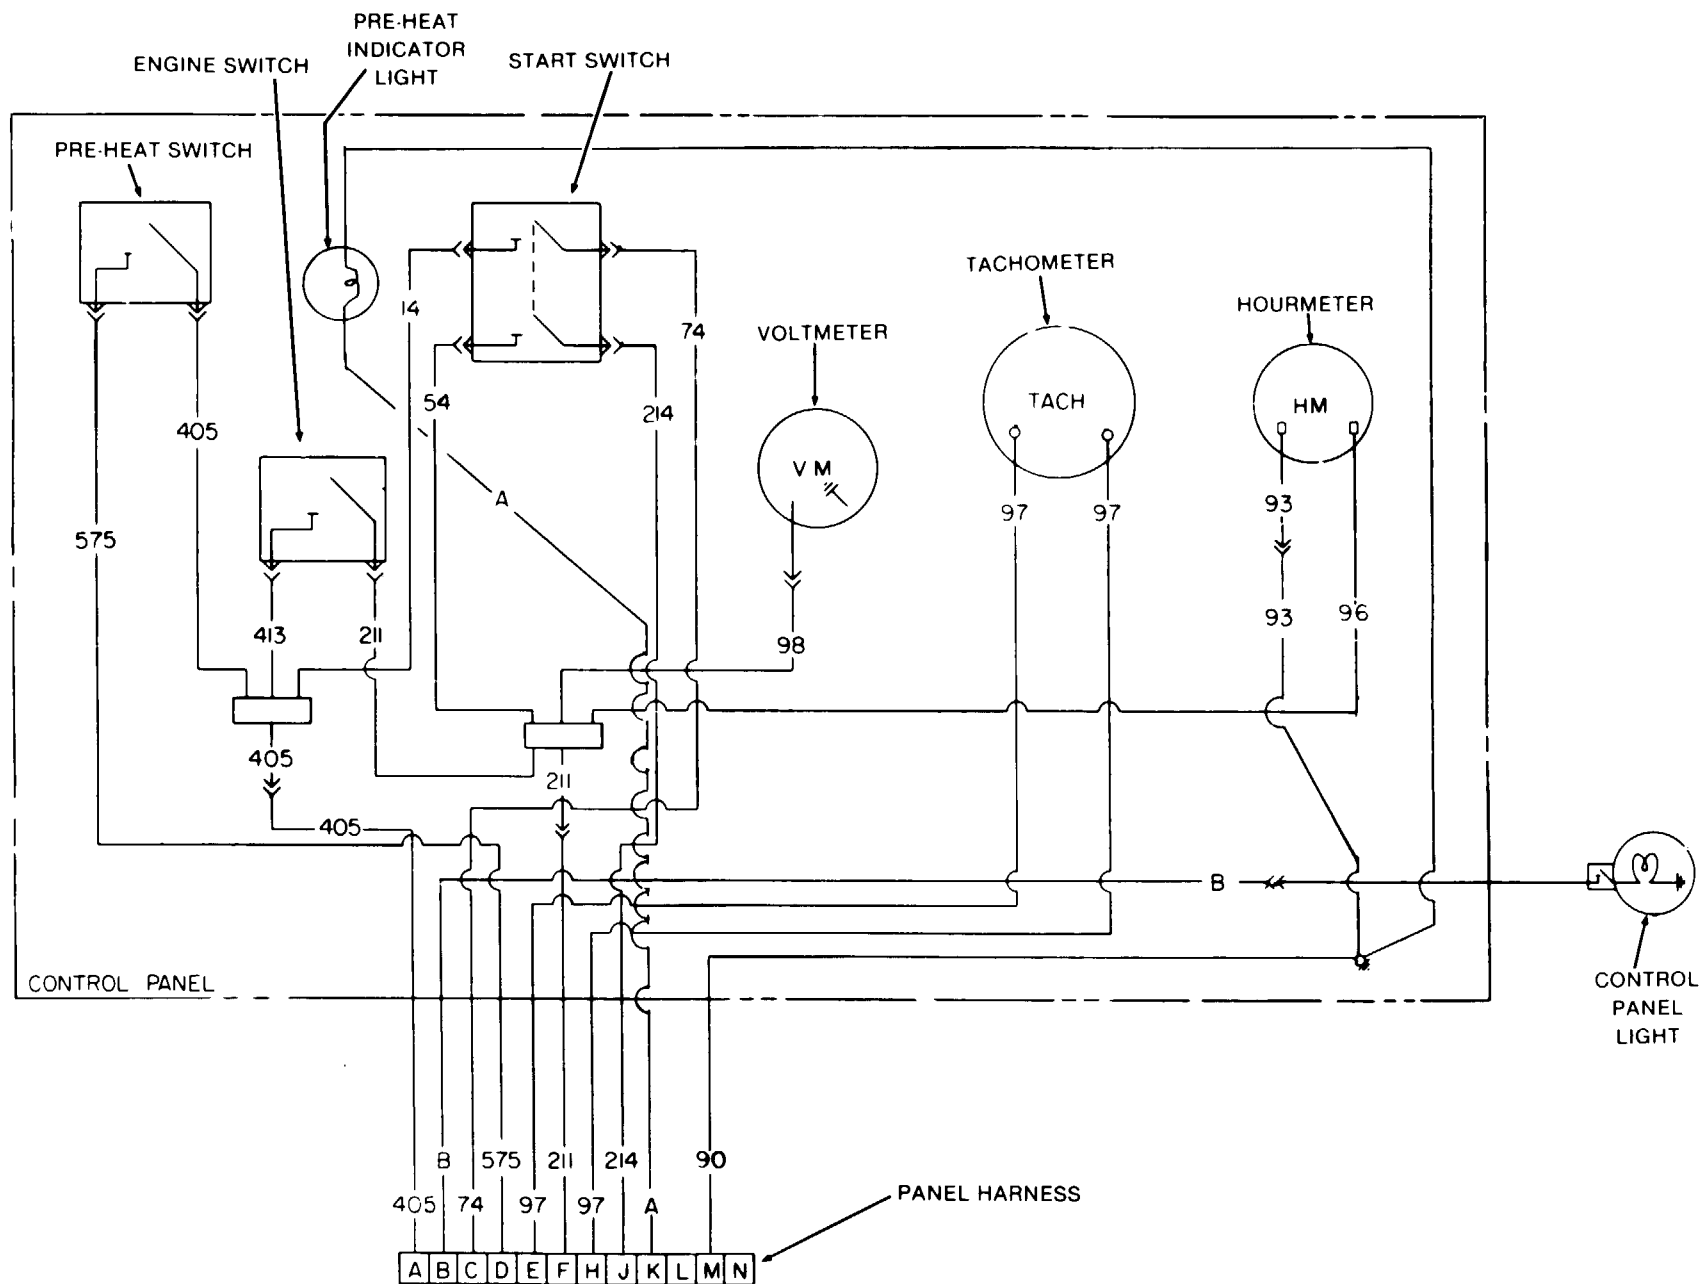 PRE-HEAT
INDICATOR
LIGHT
ENGINE SWITCH
START SWITCH
PRE-HEAT SWITCH
TACHOMETER
HOURMETER
VOLTMETER
14
74
54
214
405
TACH
HM
VM
A
575
97
97
93
413
211
98
93
96
405
211
405
B
CONTROL PANEL
CONTROL
PANEL
LIGHT
B
575
211
214
90
405
74
97
97
A
PANEL HARNESS
A B C D E F H J K L M N